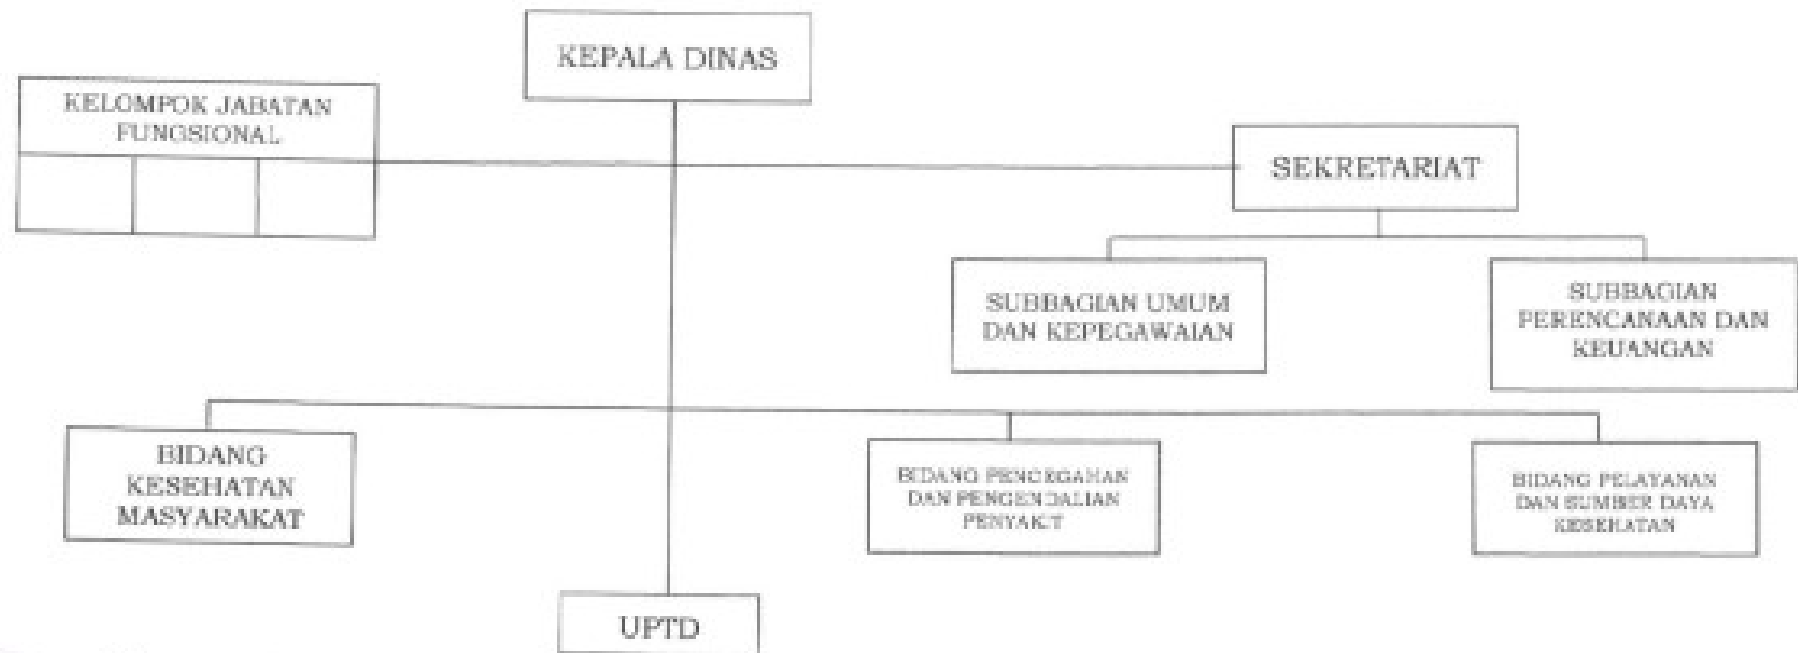 KEPALA DINAS
KELOMPOK JABATAN
FUNGSIONAL
SEKRETARIAT
SUBBAGIAN UMUM
DAN KEPEGAWAIAN
SUBBAGIAN
PERENCANAAN DAN
KEUANGAN
BIDANG
KESEHATAN
MASYARAKAT
BIDANG PENCEGAHAN
DAN PENGENDALIAN
PENYAKIT
BIDANG PELAYANAN
DAN SUMBER DAYA
KESEHATAN
UPTD